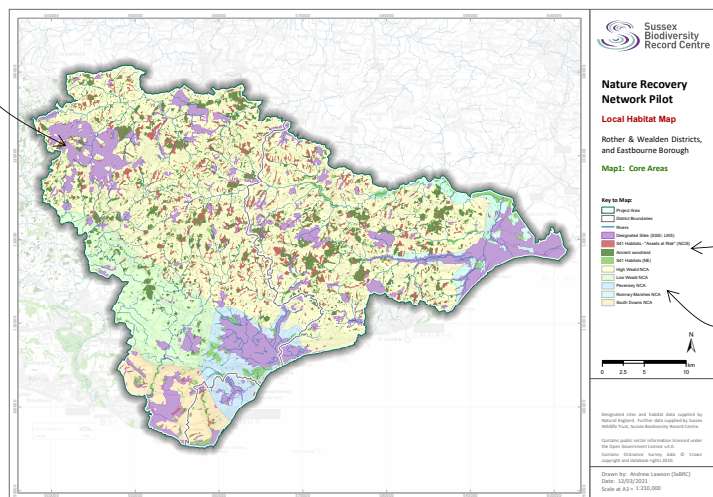 Sussex
Biodiversity
Record Centre
Nature Recovery
Network Pilot
Local Habitat Map
Rother & Wealden Districts,
and Eastbourne Borough
Map1: Core Areas
Key to Map:
Project Area
District Boundaries
Rivers
Designated Sites (SSSI, LWS)
S41 Habitats - "Assets at Risk" (NCIS)
Ancient woodland
S41 Habitats (NE)
High Weald NCA
Low Weald NCA
Pevensey NCA
Romney Marshes NCA
South Downs NCA
N
km
0 2.5 5 10
Designated sites and habitat data supplied by
Natural England. Further data supplied by Sussex
Wildlife Trust, Sussex Biodiversity Record Centre.
Contains public sector information licensed under
the Open Government Licence v3.0.
Contains Ordnance Survey data © Crown
copyright and database rights 2020.
Drawn by: Andrew Lawson (SxBRC)
Date: 12/03/2021
Scale at A3 = 1:210,000